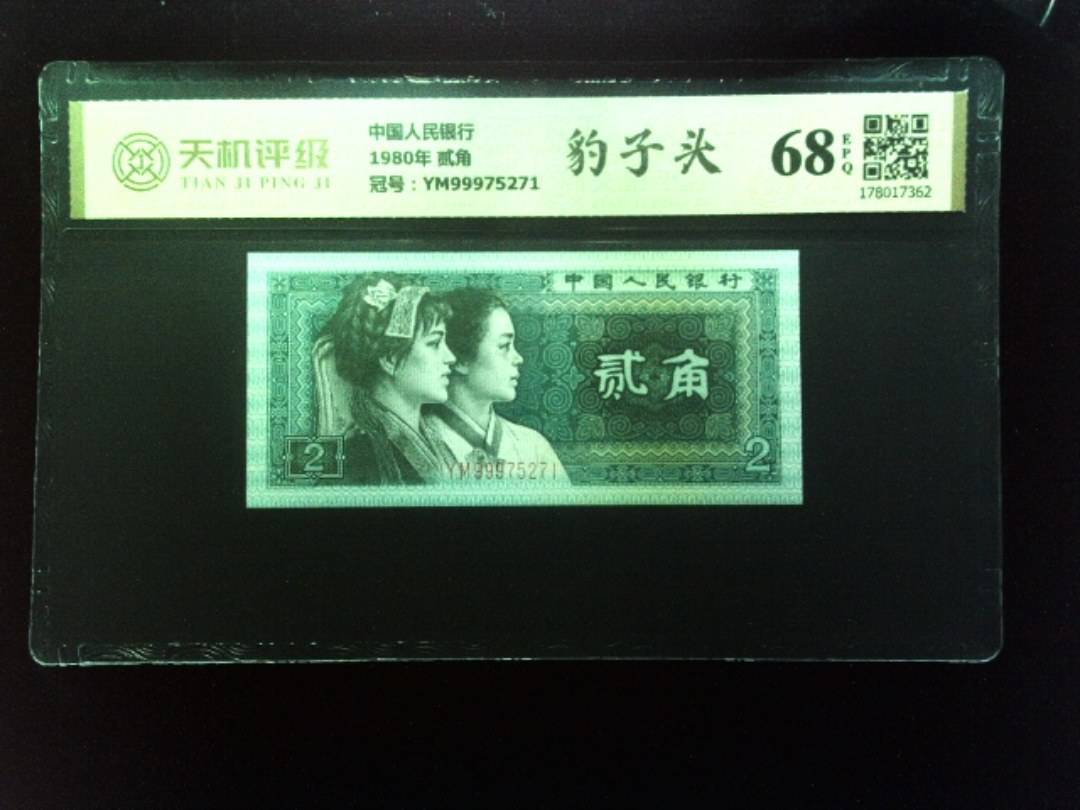 天机评级
TIAN JI PING JI
中国人民银行
1980年 贰角
冠号：YM99975271
豹子头
68
EPQ
178017362
中国人民银行
贰角
2
YM99975271
2